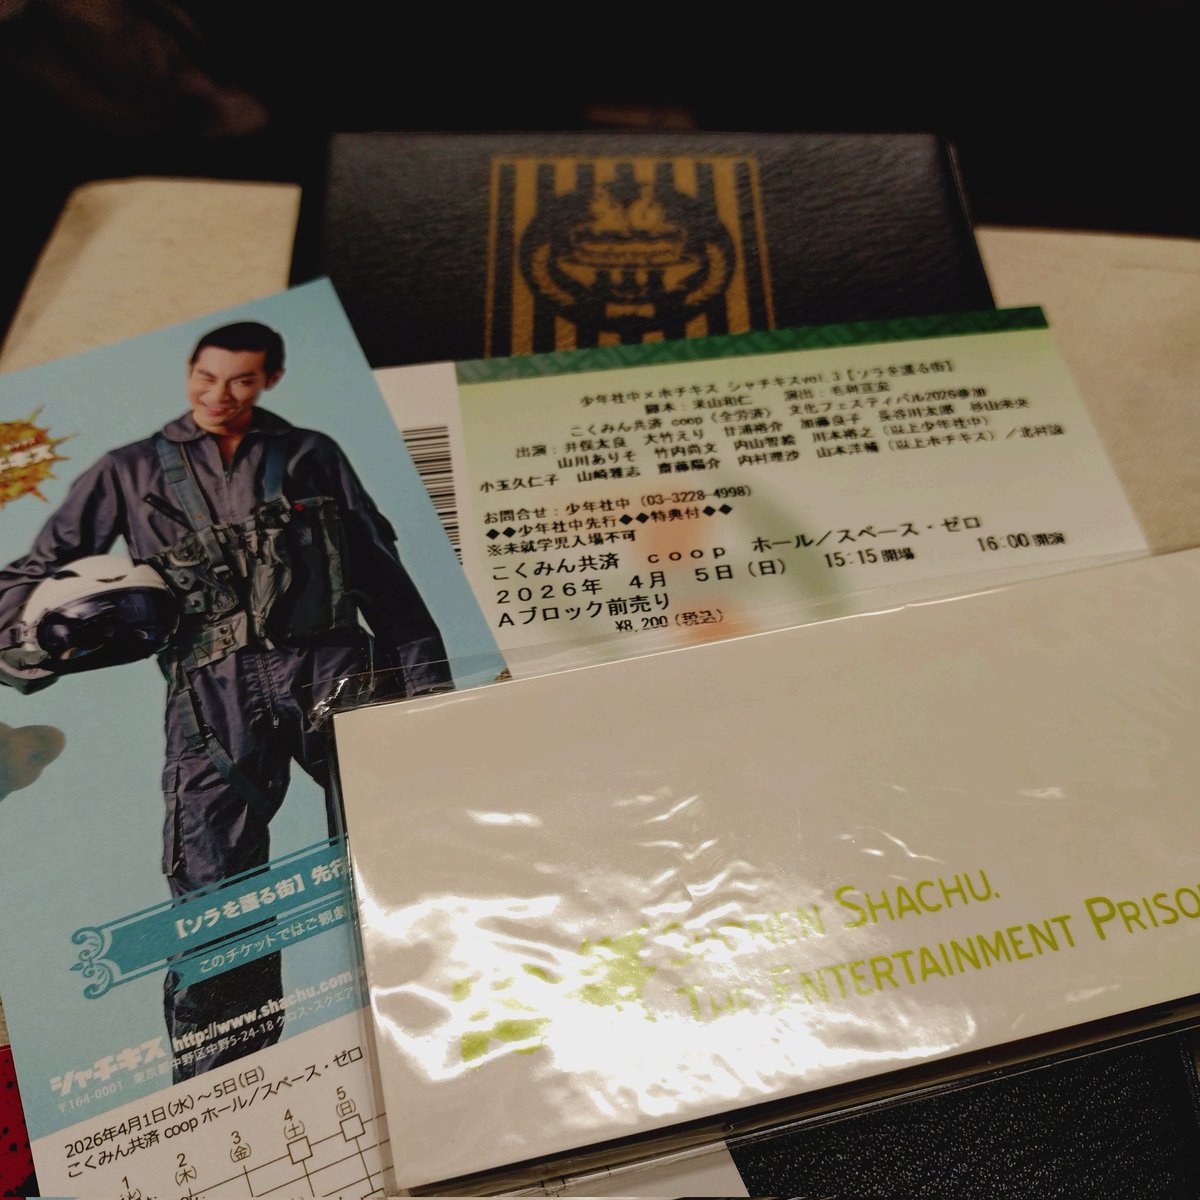 少年社中×ホチキス シャチキスvol.3【ソラを護る街】
脚本：米山和仁 演出：毛利亘宏
こくみん共済 coop（全労済） 文化フェスティバル2026参加
出演：井俣太良 大竹えり 廿浦裕介 加藤良子 長谷川太郎 杉山未央
山川ありそ 竹内尚文 内山智絵 川本裕之（以上少年社中）
小玉久仁子 山崎雅志 齋藤陽介 内村理沙 山本洋輔（以上ホチキス）／北村諒
お問合せ：少年社中（03-3228-4998）
◆◆少年社中先行◆◆特典付◆◆
※未就学児入場不可
こくみん共済 coop ホール／スペース・ゼロ
2026年 4月 5日（日） 15:15開場 16:00開演
Aブロック前売り
¥8,200（税込）
【ソラを護る街】先行
このチケットではご観劇
シャチキス http://www.shachu.com
〒164-0001 東京都中野区中野5-24-18 クロス・スクエア
2026年4月1日(水)～5日(日)
こくみん共済 coop ホール／スペース・ゼロ
1 2 3 4 5
(水) (木) (金) (土) (日)
SHACHU.
THE ENTERTAINMENT PRISO